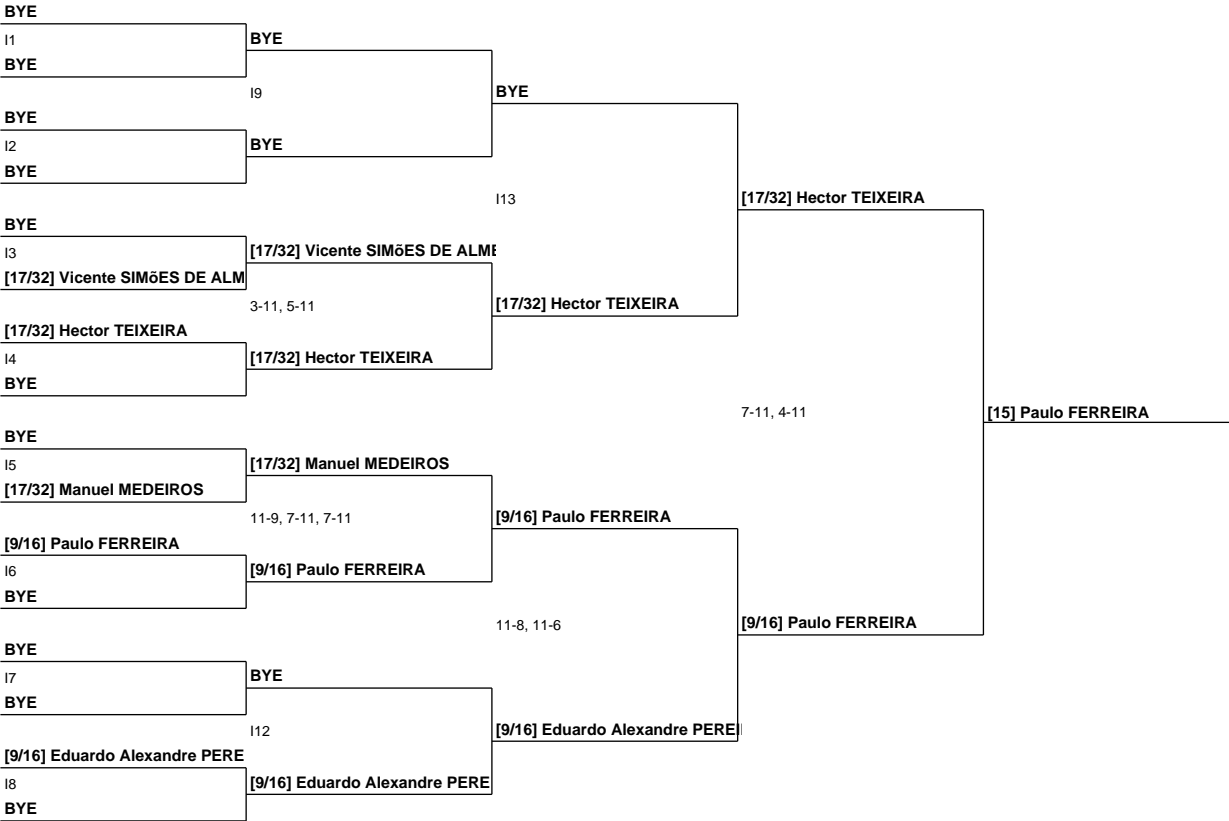 BYE
I1
BYE
BYE
I9
BYE
BYE
I2
BYE
BYE
I13
[17/32] Hector TEIXEIRA
BYE
I3
[17/32] Vicente SIMõES DE ALME
[17/32] Vicente SIMõES DE ALM
3-11, 5-11
[17/32] Hector TEIXEIRA
[17/32] Hector TEIXEIRA
I4
[17/32] Hector TEIXEIRA
BYE
7-11, 4-11
[15] Paulo FERREIRA
BYE
I5
[17/32] Manuel MEDEIROS
[17/32] Manuel MEDEIROS
11-9, 7-11, 7-11
[9/16] Paulo FERREIRA
[9/16] Paulo FERREIRA
I6
[9/16] Paulo FERREIRA
BYE
11-8, 11-6
[9/16] Paulo FERREIRA
BYE
I7
BYE
BYE
I12
[9/16] Eduardo Alexandre PEREI
[9/16] Eduardo Alexandre PERE
I8
[9/16] Eduardo Alexandre PERE
BYE